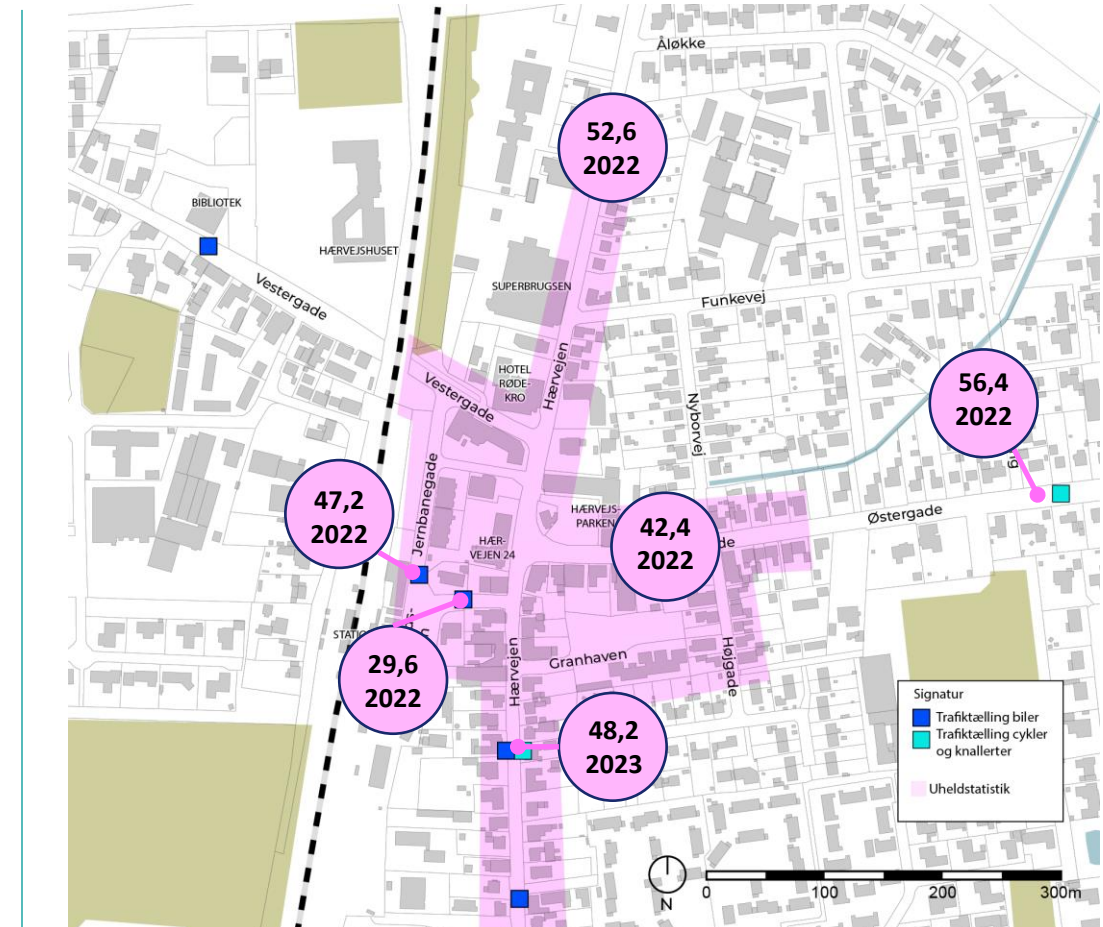 Åløkke
52,6
2022
BIBLIOTEK
HÆRVEJSHUSET
Vestergade
SUPERBRUGSEN
Funkevej
Hærvejen
HOTEL
RØDE-
KRO
Vestergade
Nyborvej
56,4
2022
47,2
2022
Jernbanegade
HÆRVEJS-
PARKEN
42,4
2022
Østergade
HÆR-
VEJEN 24
29,6
2022
Hærvejen
Granhaven
Højgade
48,2
2023
Signatur
Trafiktælling biler
Trafiktælling cykler
og knallerter
Uheldstatistik
N
0
100
200
300m